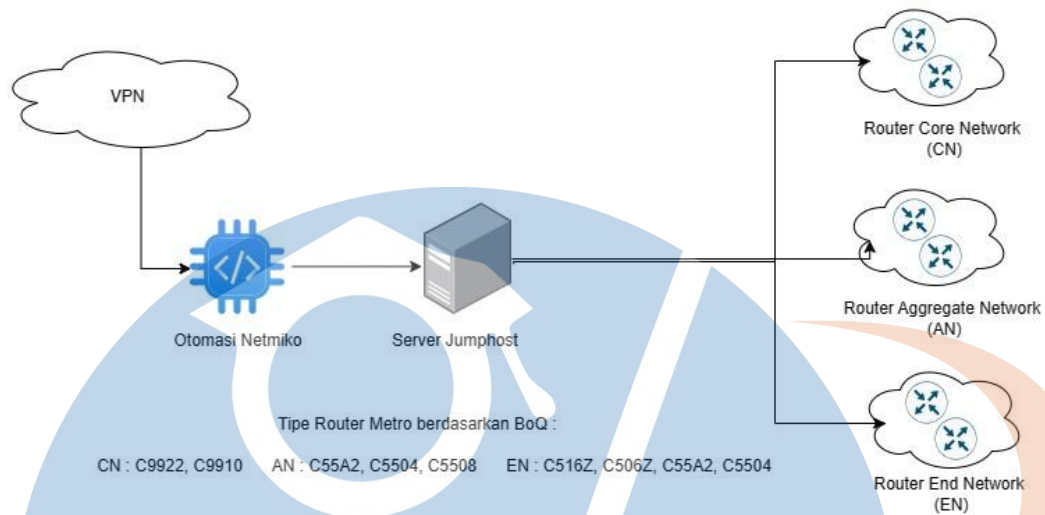 VPN
Router Core Network
(CN)
Router Aggregate Network
(AN)
Otomasi Netmiko
Server Jumphost
Tipe Router Metro berdasarkan BoQ :
CN : C9922, C9910 AN : C55A2, C5504, C5508 EN : C516Z, C506Z, C55A2, C5504
Router End Network
(EN)